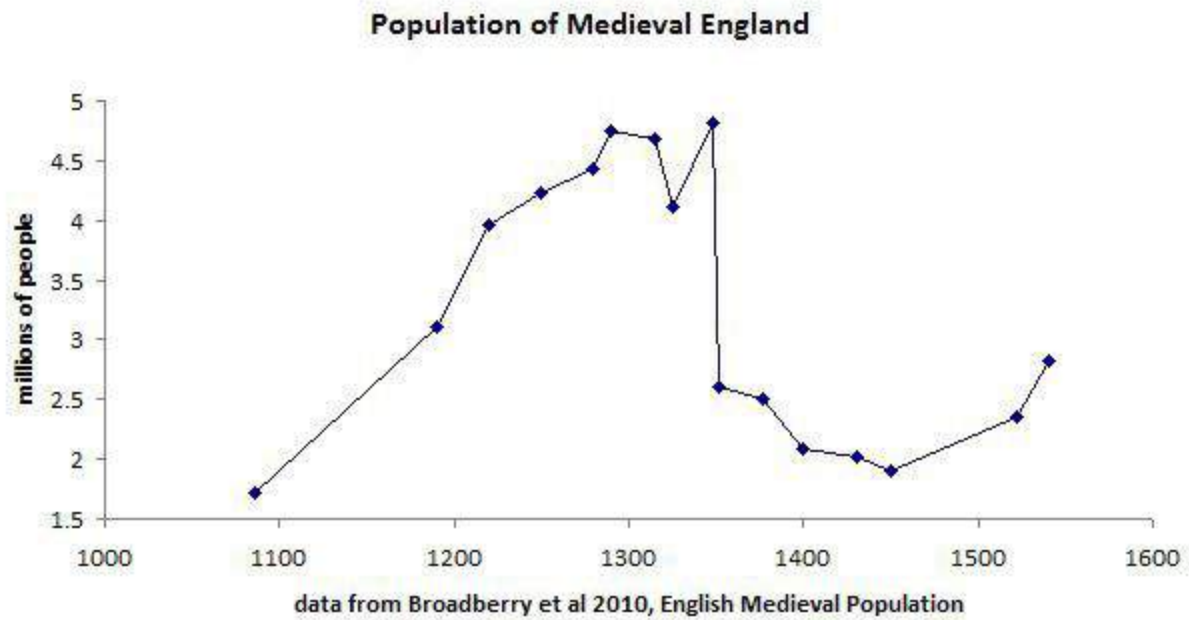 Population of Medieval England
5
4.5
4
3.5
3
2.5
2
1.5
millions of people
1000 1100 1200 1300 1400 1500 1600
data from Broadberry et al 2010, English Medieval Population